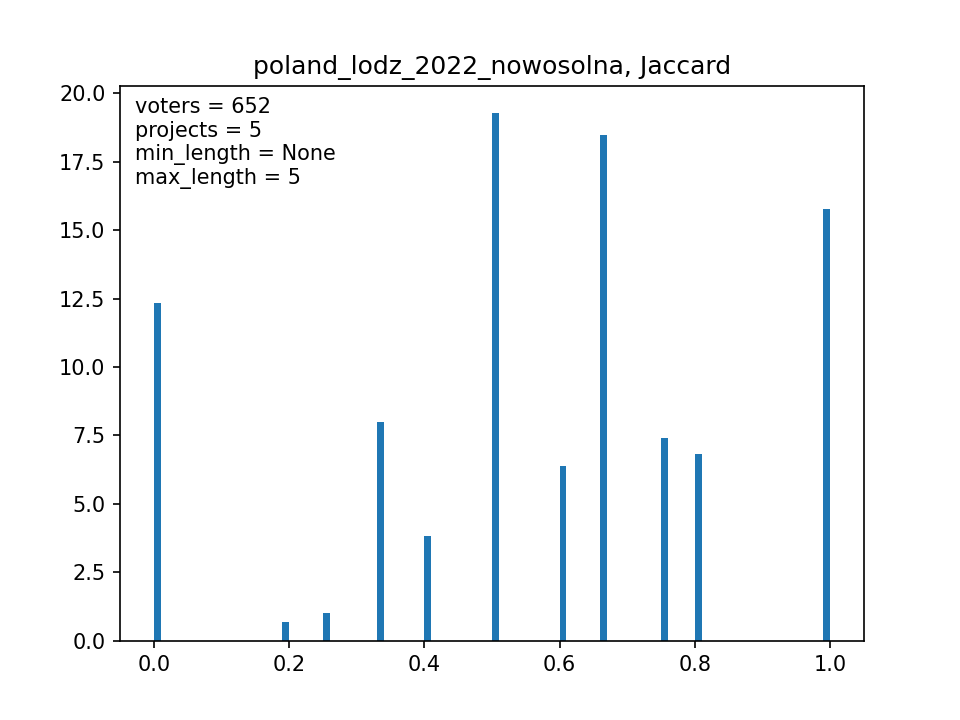 poland_lodz_2022_nowosolna, Jaccard
voters = 652
projects = 5
min_length = None
max_length = 5
20.0
17.5
15.0
12.5
10.0
7.5
5.0
2.5
0.0
0.0 0.2 0.4 0.6 0.8 1.0